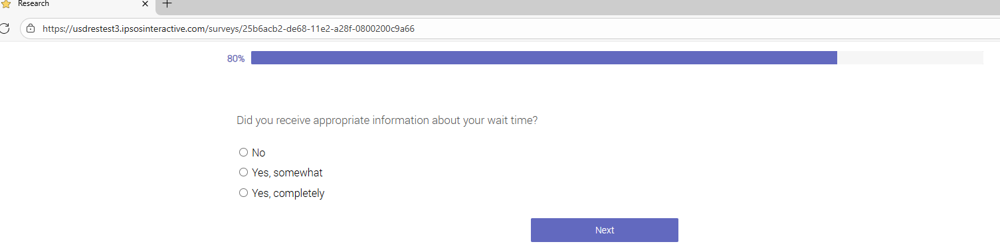 Research
https://usdrestest3.ipsosinteractive.com/surveys/25b6acb2-de68-11e2-a28f-0800200c9a66
80%
Did you receive appropriate information about your wait time?
No
Yes, somewhat
Yes, completely
Next